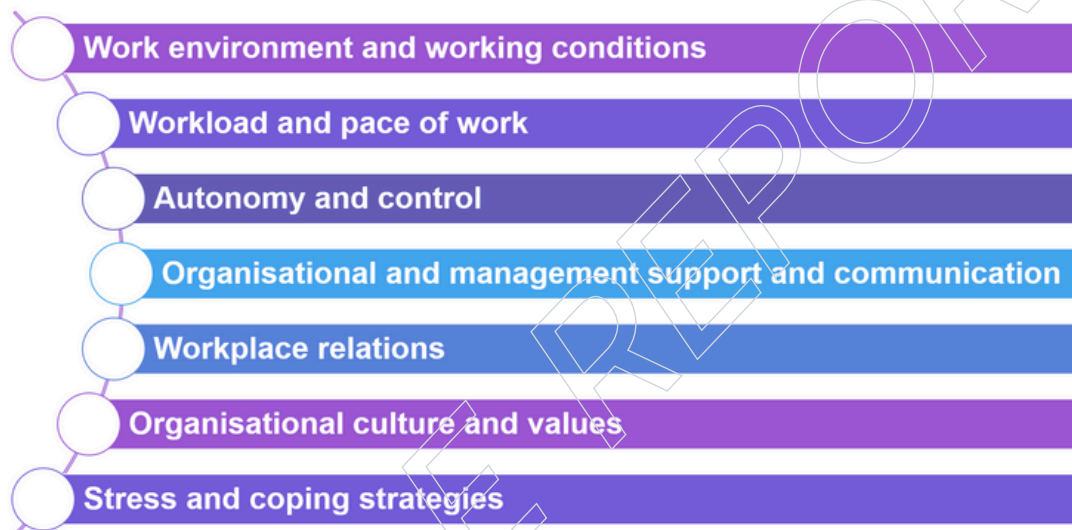 Work environment and working conditions
Workload and pace of work
Autonomy and control
Organisational and management support and communication
Workplace relations
Organisational culture and values
Stress and coping strategies
E REPO